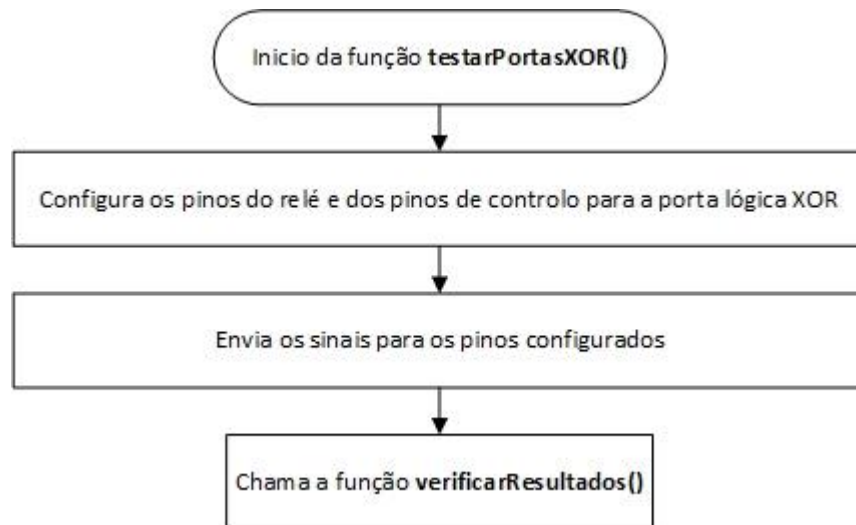 Inicio da função testarPortasXOR()
Configura os pinos do relé e dos pinos de controlo para a porta lógica XOR
Envia os sinais para os pinos configurados
Chama a função verificarResultados()